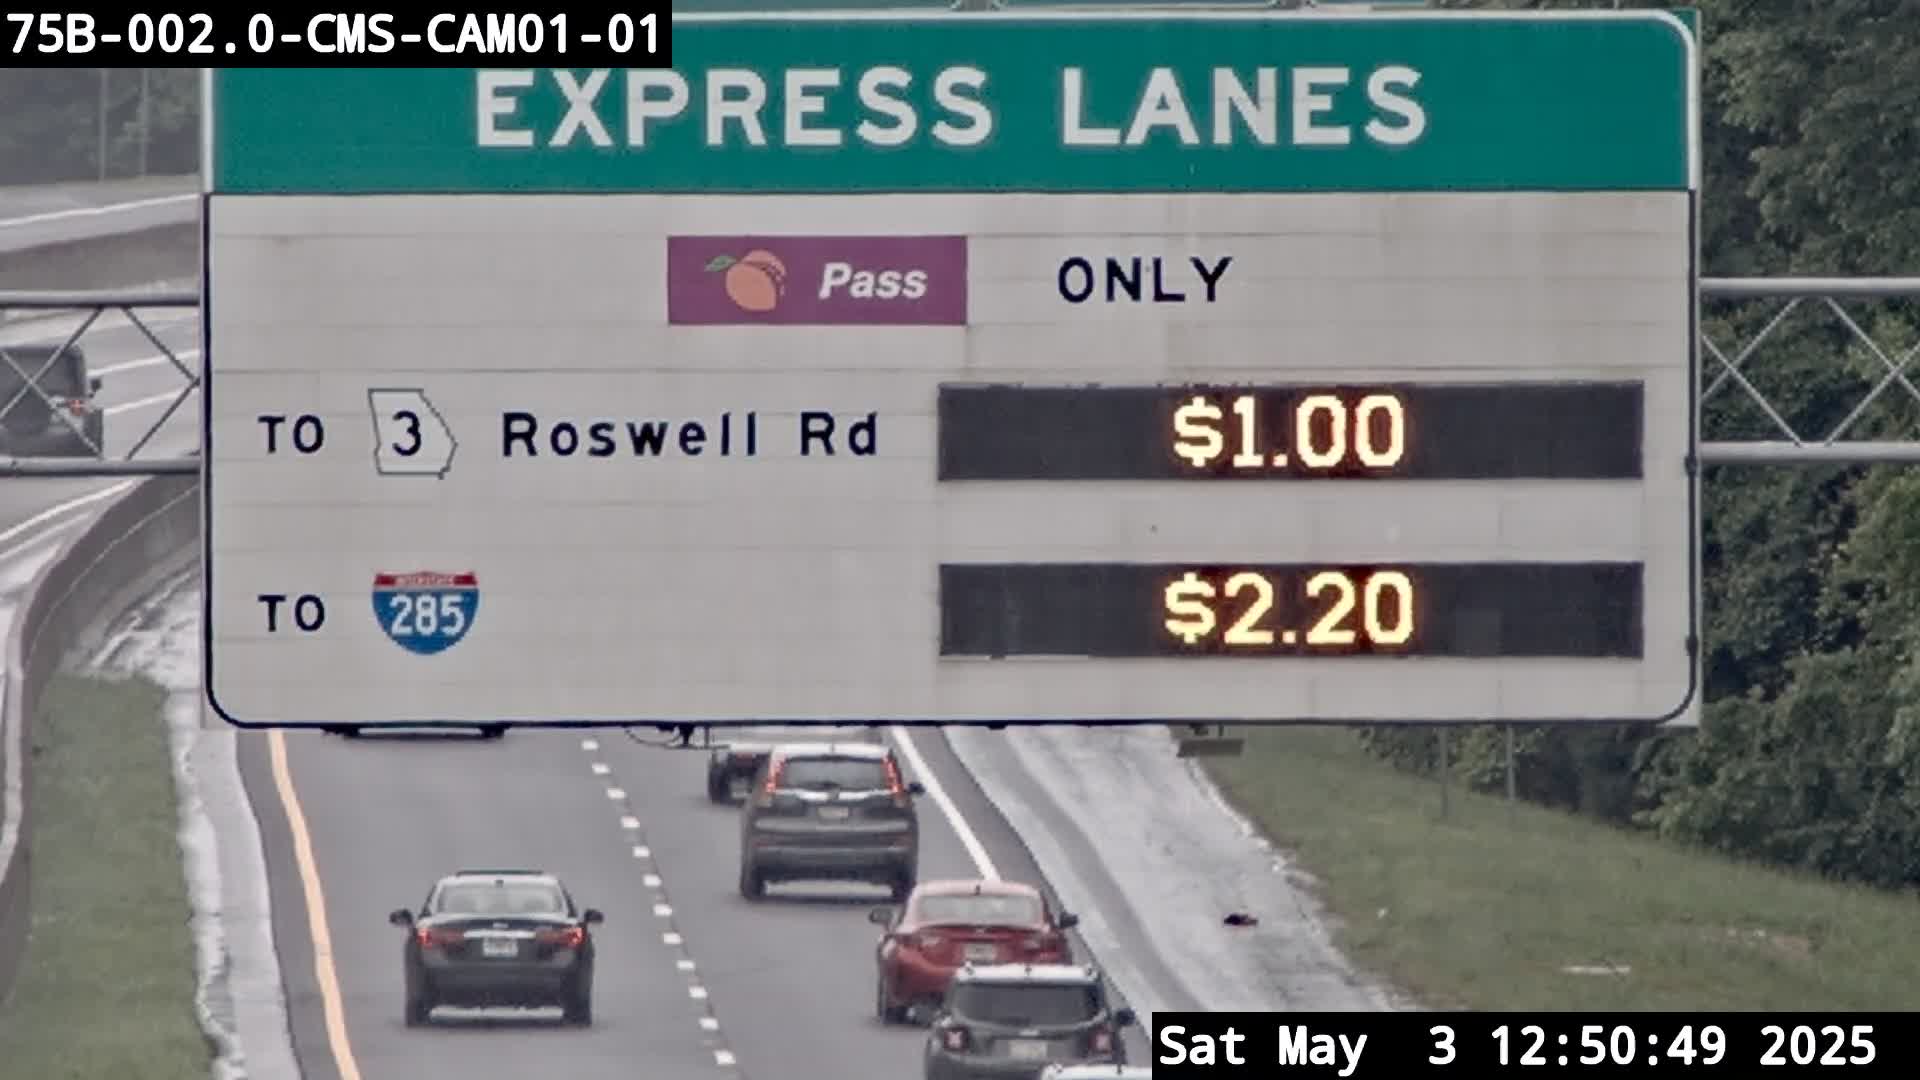 75B-002.0-CMS-CAM01-01
EXPRESS LANES
Pass ONLY
TO 3 Roswell Rd $1.00
TO INTERSTATE 285 $2.20
Sat May 3 12:50:49 2025